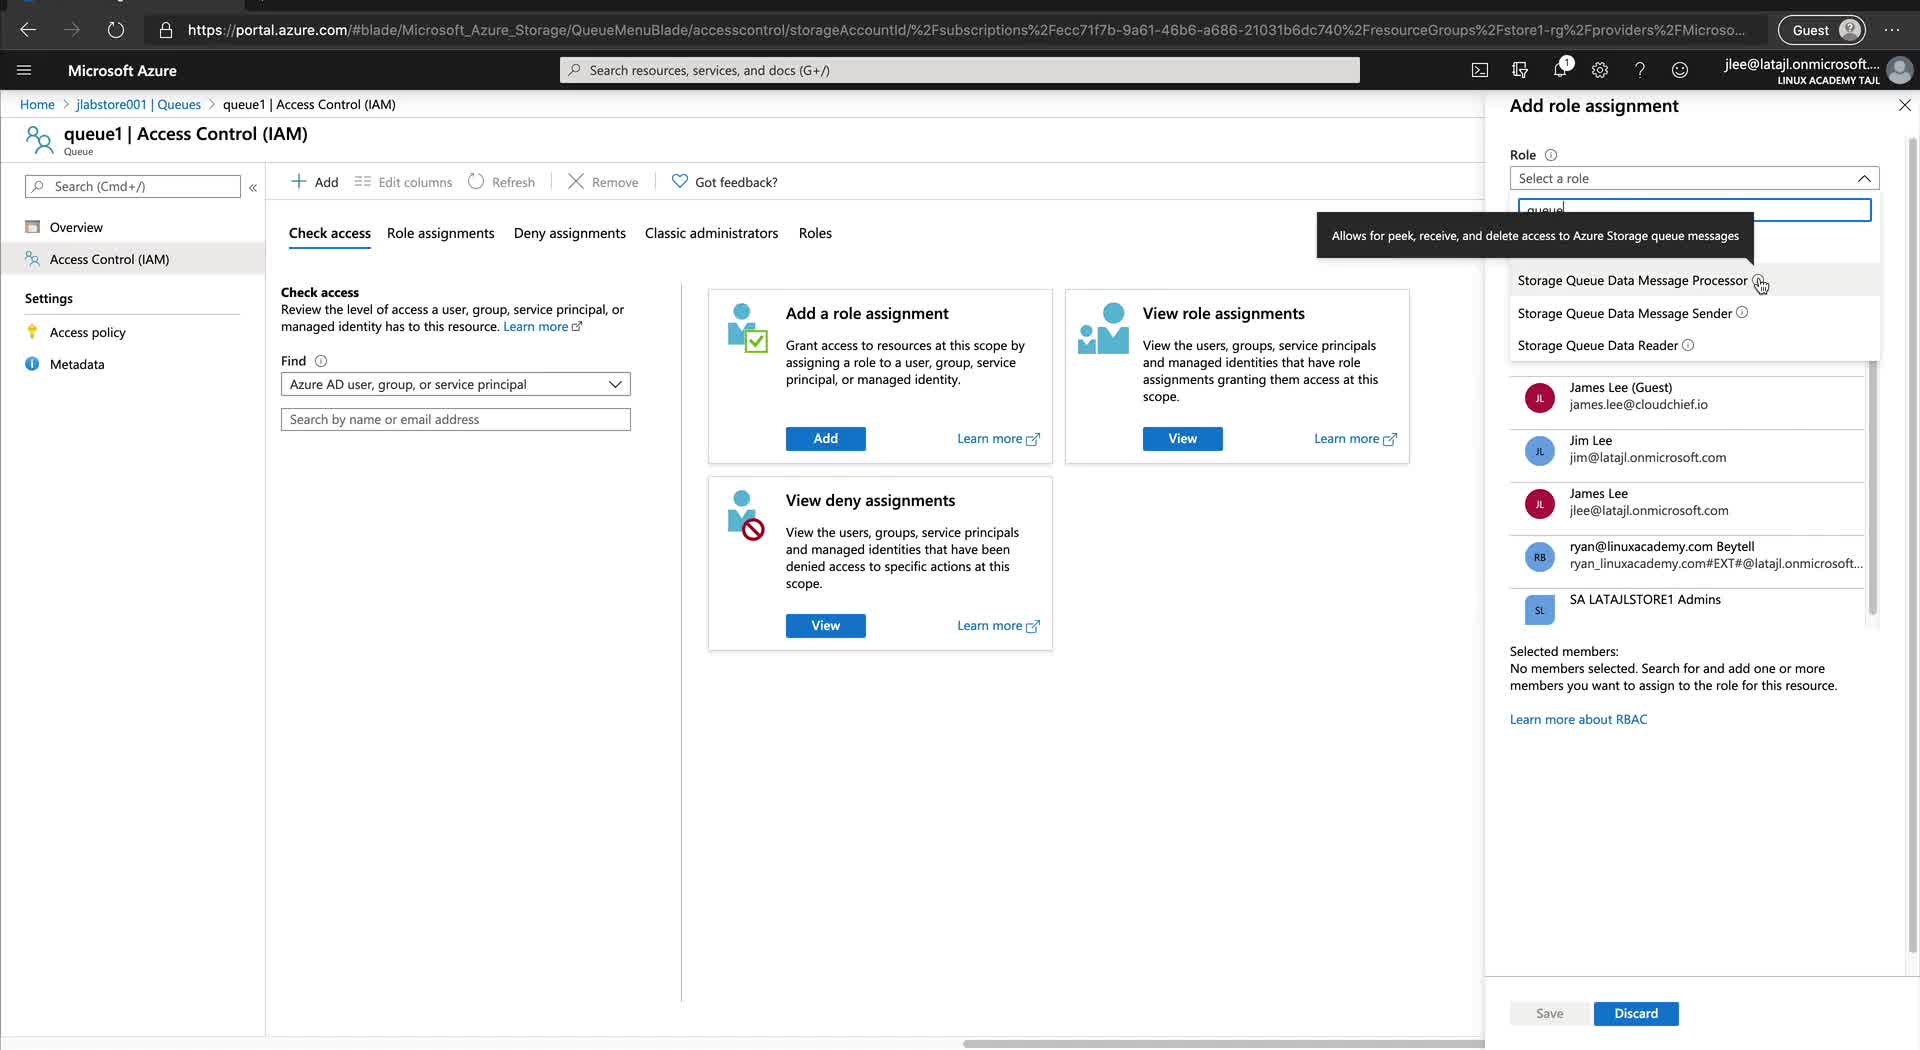 https://portal.azure.com/#blade/Microsoft_Azure_Storage/QueueMenuBlade/accesscontrol/storageAccountId/%2Fsubscriptions%2Fecc71f7b-9a61-46b6-a686-21031b6dc740%2FresourceGroups%2Fstore1-rg%2Fproviders%2FMicroso...
Guest
Microsoft Azure
Search resources, services, and docs (G+/)
1
jlee@latajl.onmicrosoft....
LINUX ACADEMY TAJL
Home > jlabstore001 | Queues > queue1 | Access Control (IAM)
queue1 | Access Control (IAM)
Queue
Search (Cmd+/)
Overview
Access Control (IAM)
Settings
Access policy
Metadata
Add
Edit columns
Refresh
Remove
Got feedback?
Check access
Role assignments
Deny assignments
Classic administrators
Roles
Check access
Review the level of access a user, group, service principal, or
managed identity has to this resource. Learn more
Find
Azure AD user, group, or service principal
Search by name or email address
Add a role assignment
Grant access to resources at this scope by
assigning a role to a user, group, service
principal, or managed identity.
Add
Learn more
View role assignments
View the users, groups, service principals
and managed identities that have role
assignments granting them access at this
scope.
View
Learn more
View deny assignments
View the users, groups, service principals
and managed identities that have been
denied access to specific actions at this
scope.
View
Learn more
Add role assignment
Role
Select a role
queue
Allows for peek, receive, and delete access to Azure Storage queue messages
Storage Queue Data Message Processor
Storage Queue Data Message Sender
Storage Queue Data Reader
JL
James Lee (Guest)
james.lee@cloudchief.io
JL
Jim Lee
jim@latajl.onmicrosoft.com
JL
James Lee
jlee@latajl.onmicrosoft.com
RB
ryan@linuxacademy.com Beytell
ryan_linuxacademy.com#EXT#@latajl.onmicrosoft...
SL
SA LATAJLSTORE1 Admins
Selected members:
No members selected. Search for and add one or more
members you want to assign to the role for this resource.
Learn more about RBAC
Save
Discard